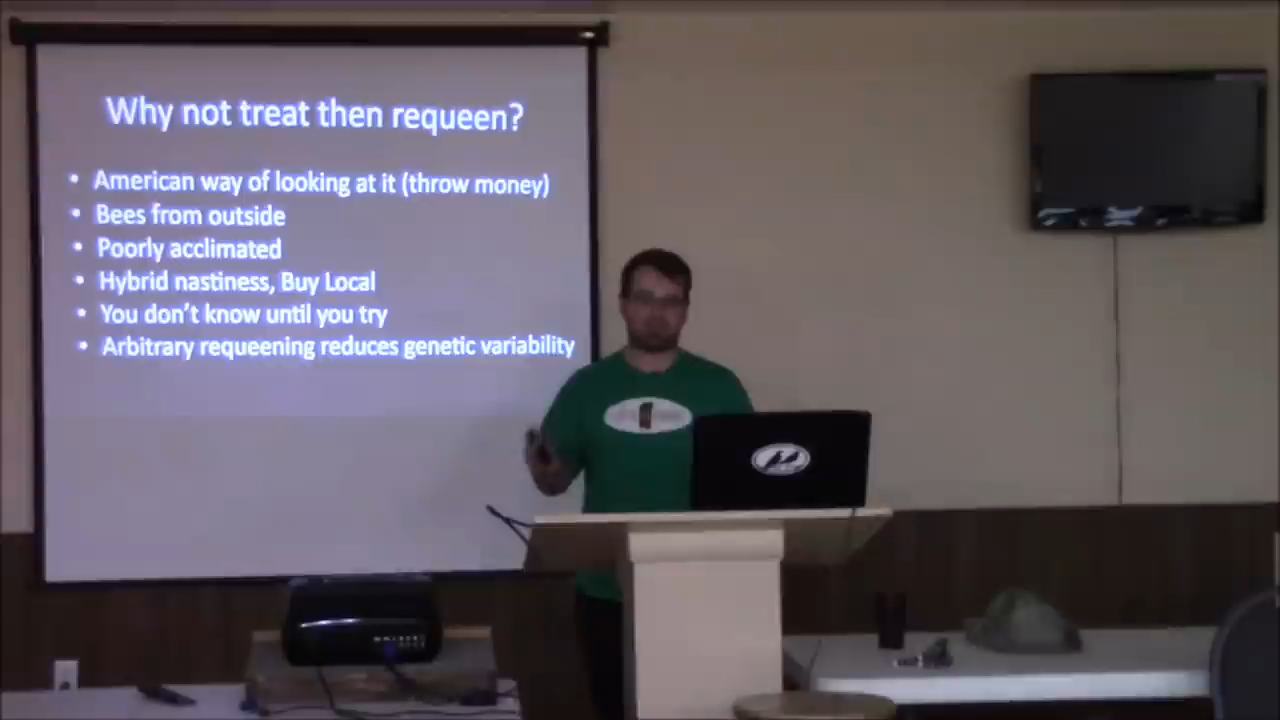 Why not treat then requeen?
• American way of looking at it (throw money)
• Bees from outside
• Poorly acclimated
• Hybrid nastiness, Buy Local
• You don't know until you try
• Arbitrary requeening reduces genetic variability